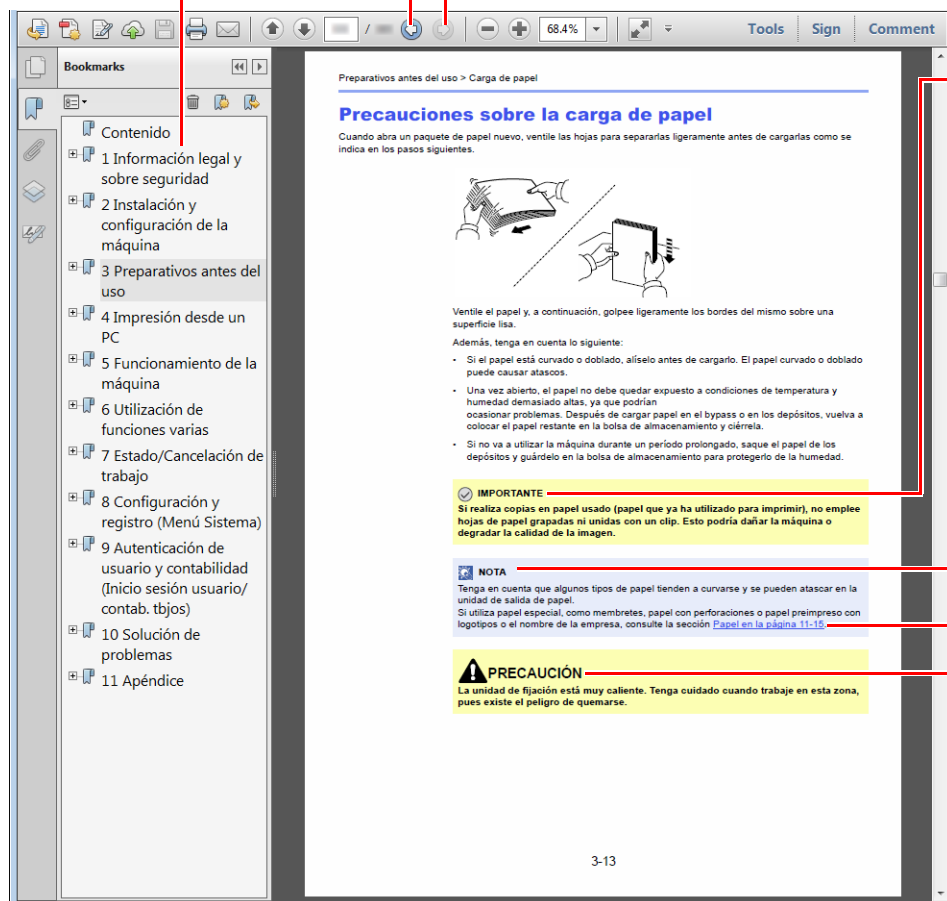 /
68.4%
Tools
Sign
Comment
Bookmarks
Contenido
1 Información legal y
sobre seguridad
2 Instalación y
configuración de la
máquina
3 Preparativos antes del
uso
4 Impresión desde un
PC
5 Funcionamiento de la
máquina
6 Utilización de
funciones varias
7 Estado/Cancelación de
trabajo
8 Configuración y
registro (Menú Sistema)
9 Autenticación de
usuario y contabilidad
(Inicio sesión usuario/
contab. tbjos)
10 Solución de
problemas
11 Apéndice
Preparativos antes del uso > Carga de papel
Precauciones sobre la carga de papel
Cuando abra un paquete de papel nuevo, ventile las hojas para separarlas ligeramente antes de cargarlas como se
indica en los pasos siguientes.
Ventile el papel y, a continuación, golpee ligeramente los bordes del mismo sobre una
superficie lisa.
Además, tenga en cuenta lo siguiente:
• Si el papel está curvado o doblado, alíselo antes de cargarlo. El papel curvado o doblado
puede causar atascos.
• Una vez abierto, el papel no debe quedar expuesto a condiciones de temperatura y
humedad demasiado altas, ya que podrían
ocasionar problemas. Después de cargar papel en el bypass o en los depósitos, vuelva a
colocar el papel restante en la bolsa de almacenamiento y ciérrela.
• Si no va a utilizar la máquina durante un período prolongado, saque el papel de los
depósitos y guárdelo en la bolsa de almacenamiento para protegerlo de la humedad.
IMPORTANTE
Si realiza copias en papel usado (papel que ya ha utilizado para imprimir), no emplee
hojas de papel grapadas ni unidas con un clip. Esto podría dañar la máquina o
degradar la calidad de la imagen.
NOTA
Tenga en cuenta que algunos tipos de papel tienden a curvarse y se pueden atascar en la
unidad de salida de papel.
Si utiliza papel especial, como membretes, papel con perforaciones o papel preimpreso con
logotipos o el nombre de la empresa, consulte la sección Papel en la página 11-15.
PRECAUCIÓN
La unidad de fijación está muy caliente. Tenga cuidado cuando trabaje en esta zona,
pues existe el peligro de quemarse.
3-13